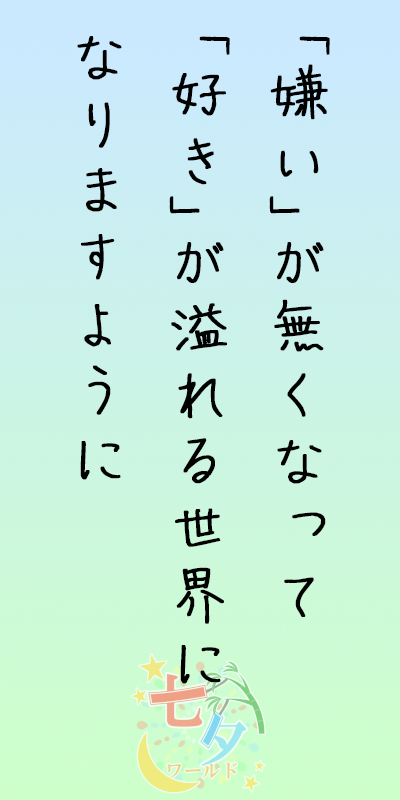 「嫌い」が無くなって
「好き」が溢れる世界に
なりますように
七夕
ワールド